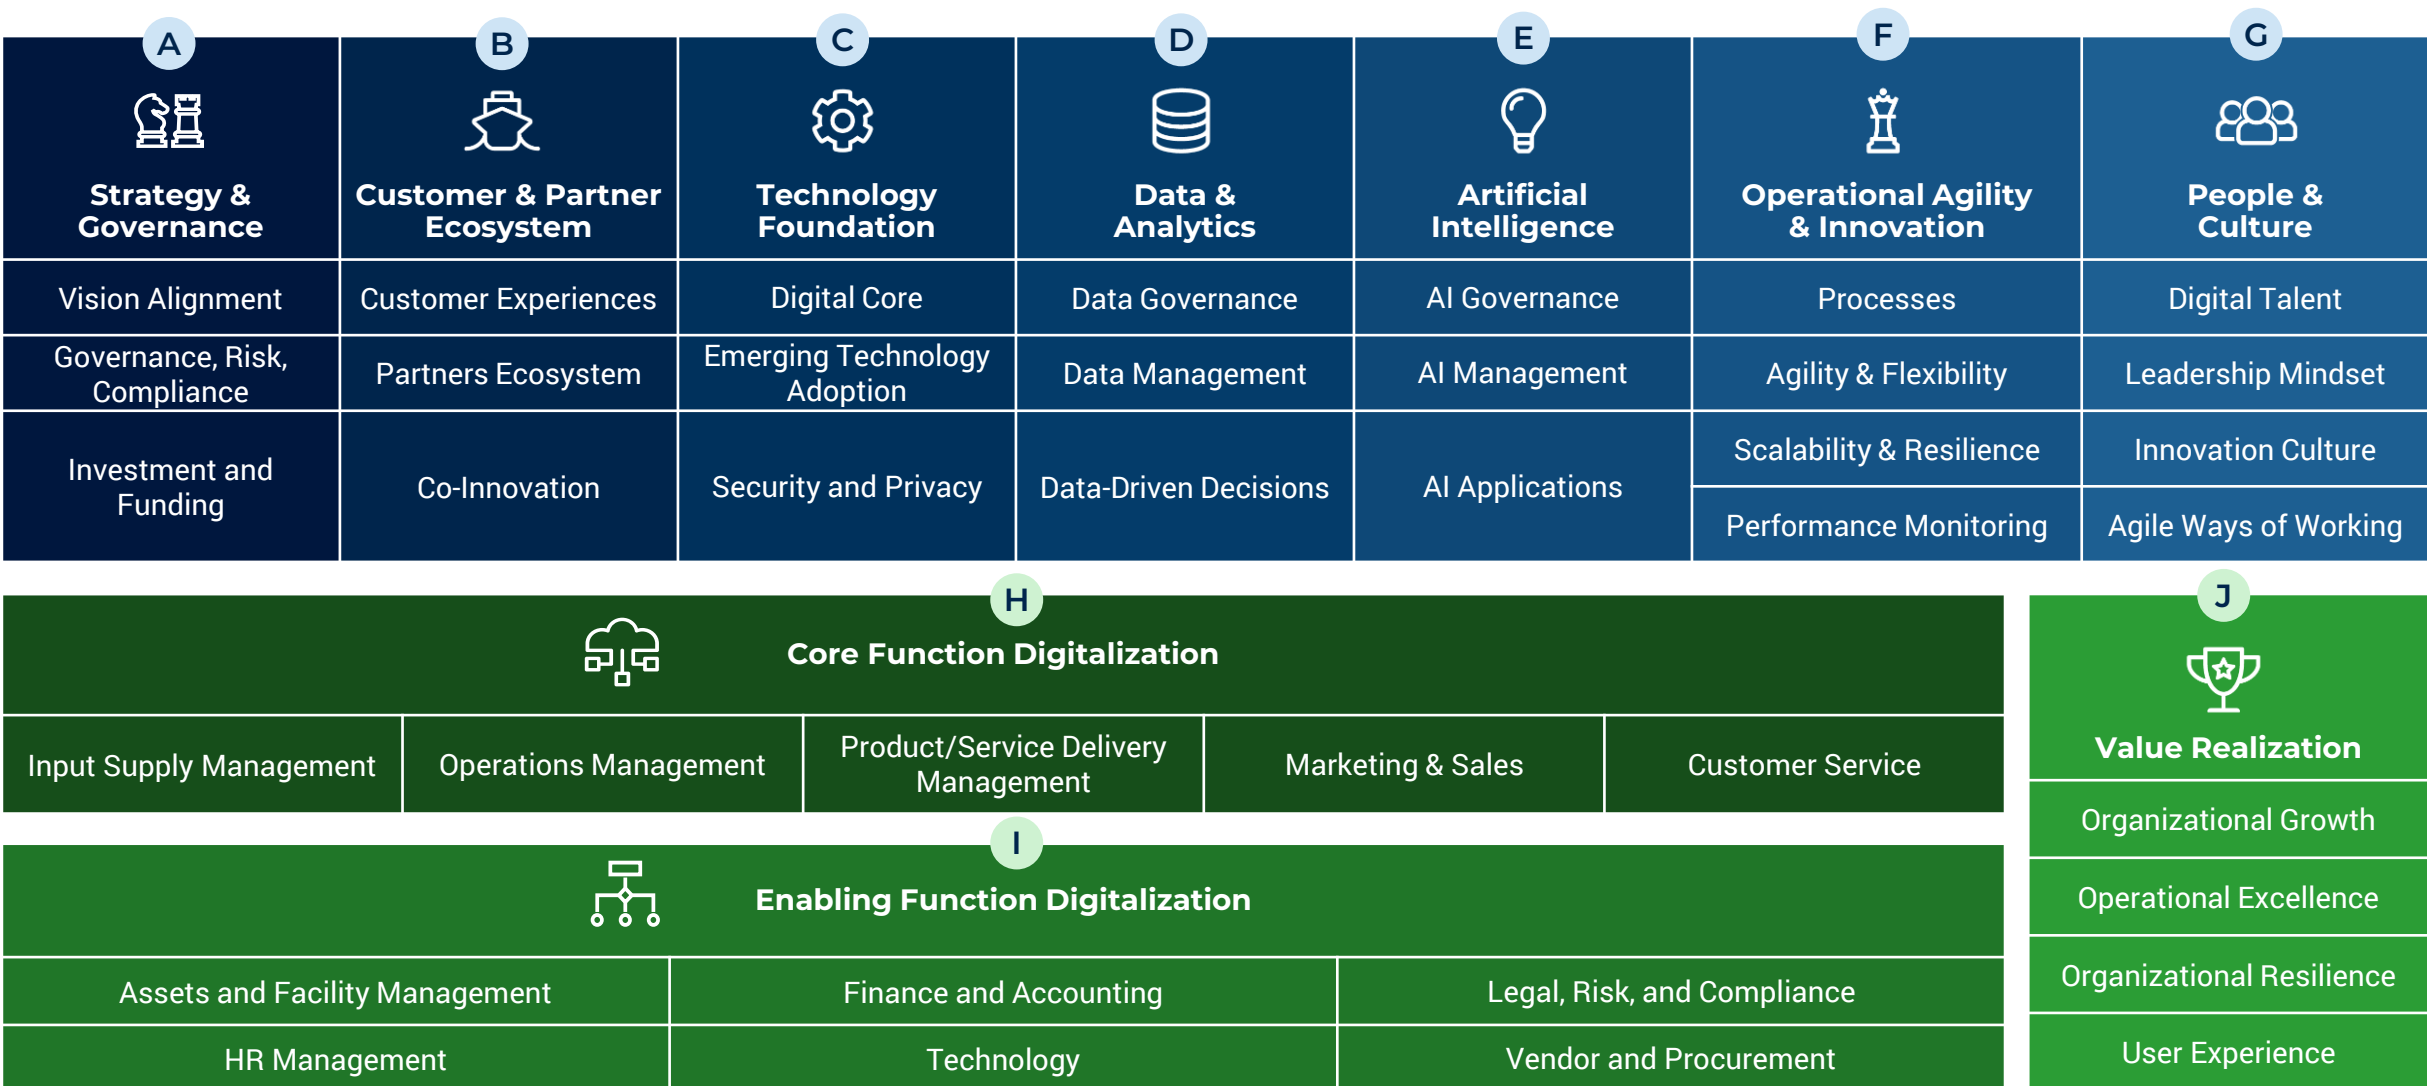 A
B
C
D
E
F
G
Strategy &
Governance
Customer & Partner
Ecosystem
Technology
Foundation
Data &
Analytics
Artificial
Intelligence
Operational Agility
& Innovation
People &
Culture
Vision Alignment
Customer Experiences
Digital Core
Data Governance
AI Governance
Processes
Digital Talent
Governance, Risk,
Compliance
Partners Ecosystem
Emerging Technology
Adoption
Data Management
AI Management
Agility & Flexibility
Leadership Mindset
Investment and
Funding
Co-Innovation
Security and Privacy
Data-Driven Decisions
AI Applications
Scalability & Resilience
Innovation Culture
Performance Monitoring
Agile Ways of Working
H
Core Function Digitalization
Input Supply Management
Operations Management
Product/Service Delivery
Management
Marketing & Sales
Customer Service
I
Enabling Function Digitalization
Assets and Facility Management
Finance and Accounting
Legal, Risk, and Compliance
HR Management
Technology
Vendor and Procurement
J
Value Realization
Organizational Growth
Operational Excellence
Organizational Resilience
User Experience